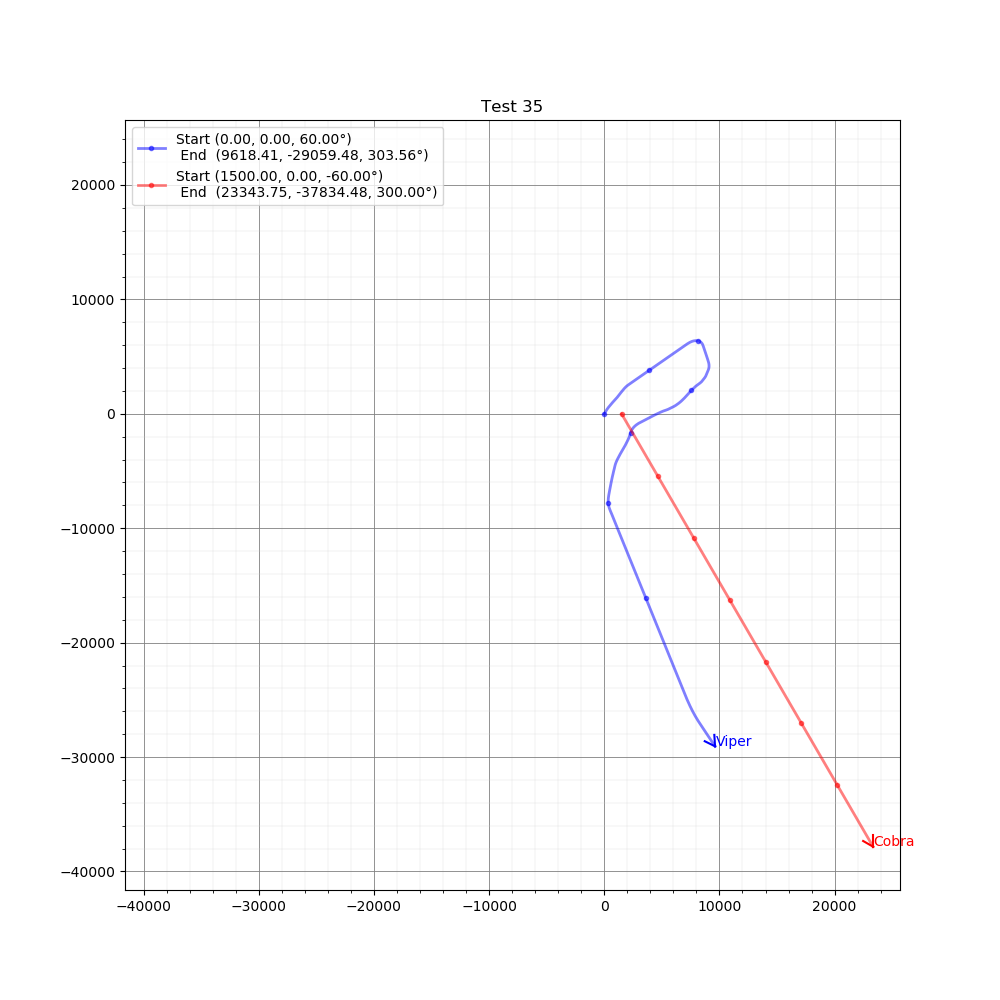 Test 35
Start (0.00, 0.00, 60.00°)
End  (9618.41, -29059.48, 303.56°)
Start (1500.00, 0.00, -60.00°)
End  (23343.75, -37834.48, 300.00°)
20000
10000
0
−10000
−20000
−30000
−40000
Viper
Cobra
−40000 −30000 −20000 −10000 0 10000 20000